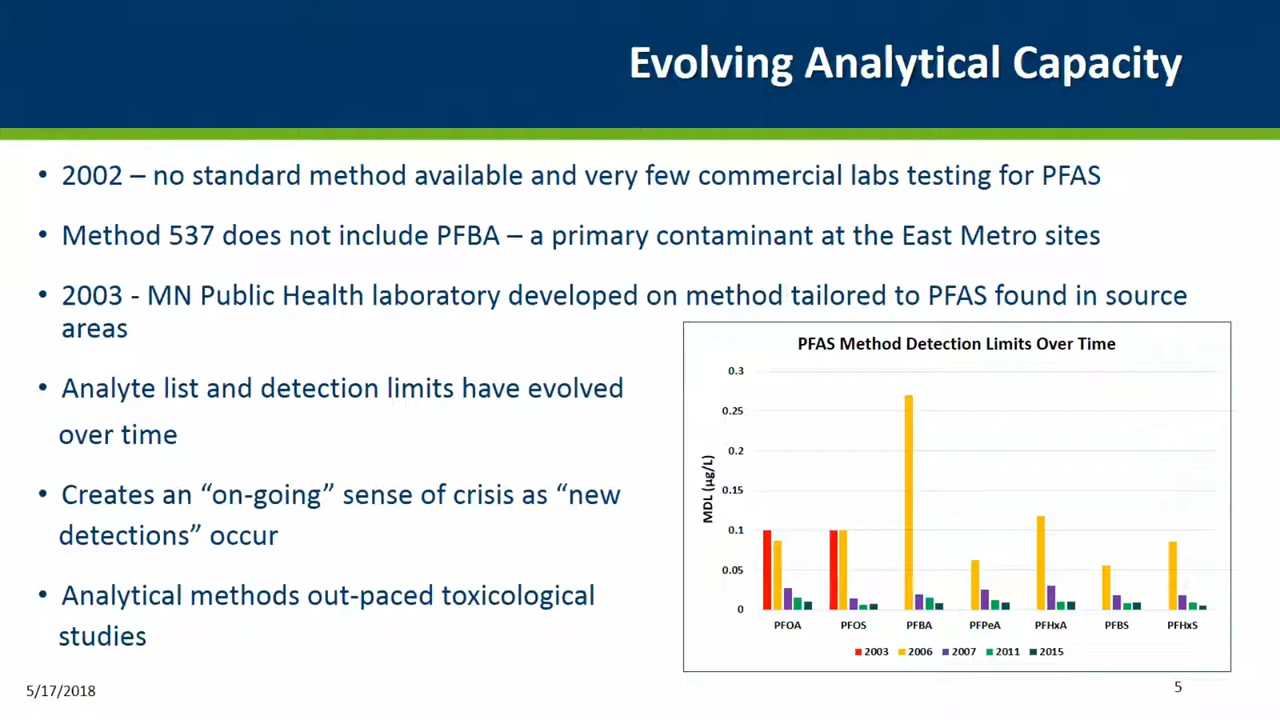 Evolving Analytical Capacity
• 2002 – no standard method available and very few commercial labs testing for PFAS
• Method 537 does not include PFBA – a primary contaminant at the East Metro sites
• 2003 - MN Public Health laboratory developed on method tailored to PFAS found in source
areas
• Analyte list and detection limits have evolved
over time
• Creates an “on-going” sense of crisis as “new
detections” occur
• Analytical methods out-paced toxicological
studies
PFAS Method Detection Limits Over Time
MDL (µg/L)
0.3
0.25
0.2
0.15
0.1
0.05
0
PFOA PFOS PFBA PFPeA PFHxA PFBS PFHxS
2003 2006 2007 2011 2015
5/17/2018
5